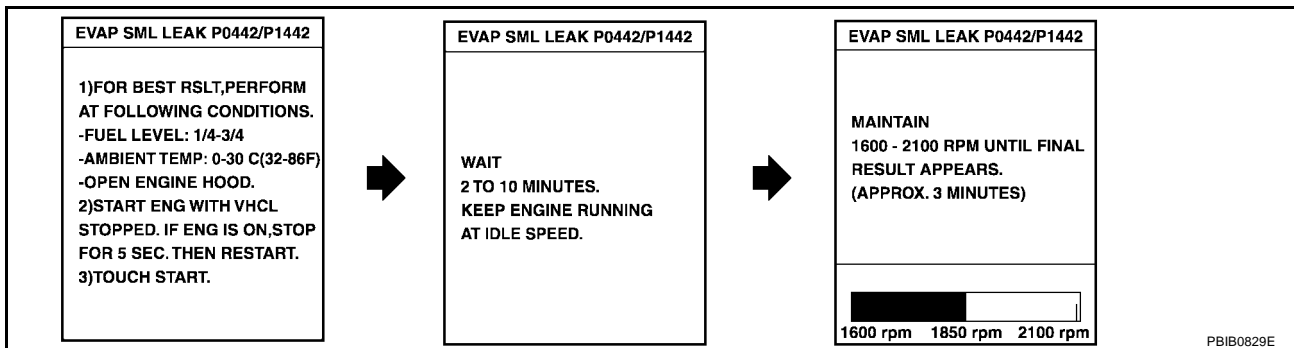 EVAP SML LEAK P0442/P1442
1)FOR BEST RSLT,PERFORM
AT FOLLOWING CONDITIONS.
-FUEL LEVEL: 1/4-3/4
-AMBIENT TEMP: 0-30 C(32-86F)
-OPEN ENGINE HOOD.
2)START ENG WITH VHCL
STOPPED. IF ENG IS ON,STOP
FOR 5 SEC. THEN RESTART.
3)TOUCH START.
EVAP SML LEAK P0442/P1442
WAIT
2 TO 10 MINUTES.
KEEP ENGINE RUNNING
AT IDLE SPEED.
EVAP SML LEAK P0442/P1442
MAINTAIN
1600 - 2100 RPM UNTIL FINAL
RESULT APPEARS.
(APPROX. 3 MINUTES)
1600 rpm 1850 rpm 2100 rpm
PBIB0829E